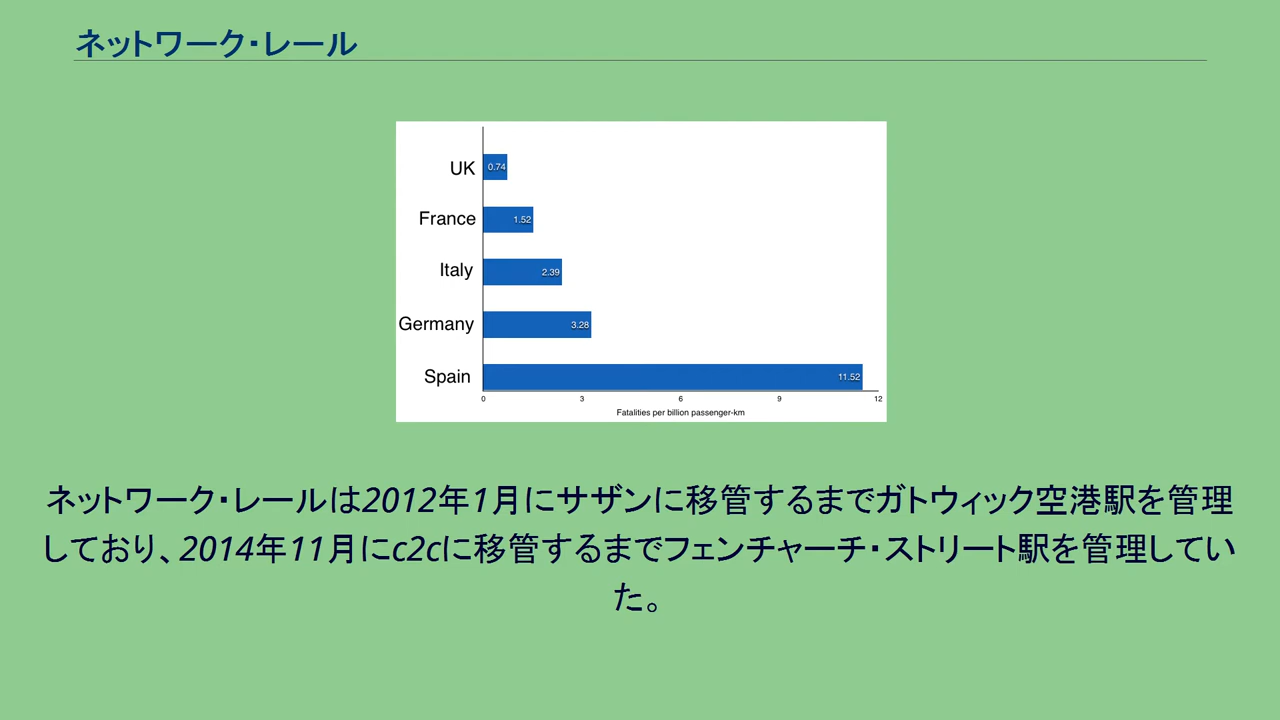 ネットワーク・レール
UK 0.74
France 1.52
Italy 2.39
Germany 3.28
Spain 11.52
0 3 6 9 12
Fatalities per billion passenger-km
ネットワーク・レールは2012年1月にサザンに移管するまでガトウィック空港駅を管理
しており、2014年11月にc2cに移管するまでフェンチャーチ・ストリート駅を管理してい
た。